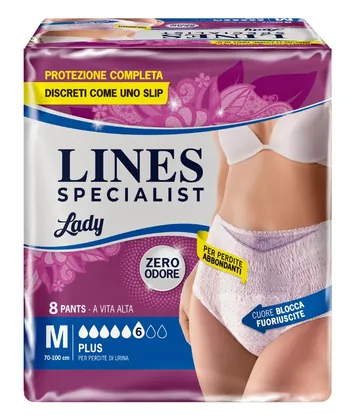 PROTEZIONE COMPLETA
DISCRETI COME UNO SLIP
LINES
SPECIALIST
Lady
ZERO
ODORE
PER PERDITE
ABBONDANTI
8 PANTS - A VITA ALTA
CUORE BLOCCA
FUORIUSCITE
M
70-100 cm
6
PLUS
PER PERDITE DI URINA